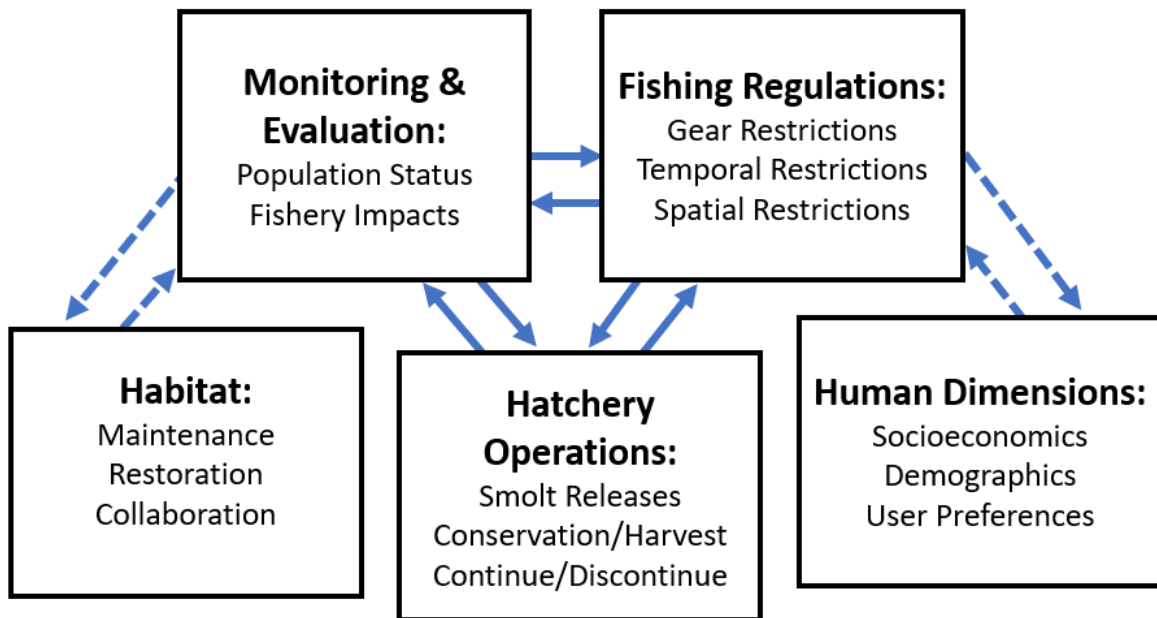 Monitoring &
Evaluation:
Population Status
Fishery Impacts
Fishing Regulations:
Gear Restrictions
Temporal Restrictions
Spatial Restrictions
Habitat:
Maintenance
Restoration
Collaboration
Hatchery
Operations:
Smolt Releases
Conservation/Harvest
Continue/Discontinue
Human Dimensions:
Socioeconomics
Demographics
User Preferences